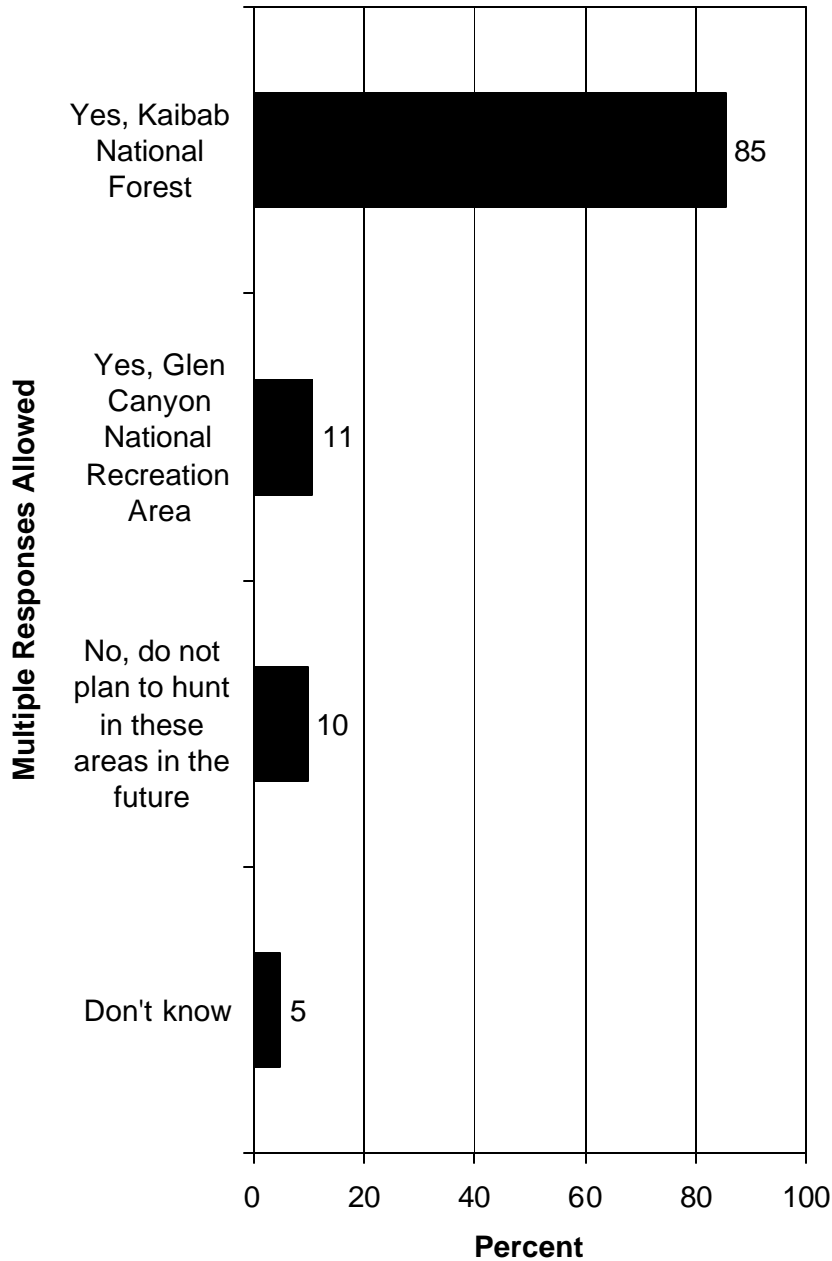 Multiple Responses Allowed
Yes, Kaibab
National
Forest
85
Yes, Glen
Canyon
National
Recreation
Area
11
No, do not
plan to hunt
in these
areas in the
future
10
Don't know
5
0 20 40 60 80 100
Percent